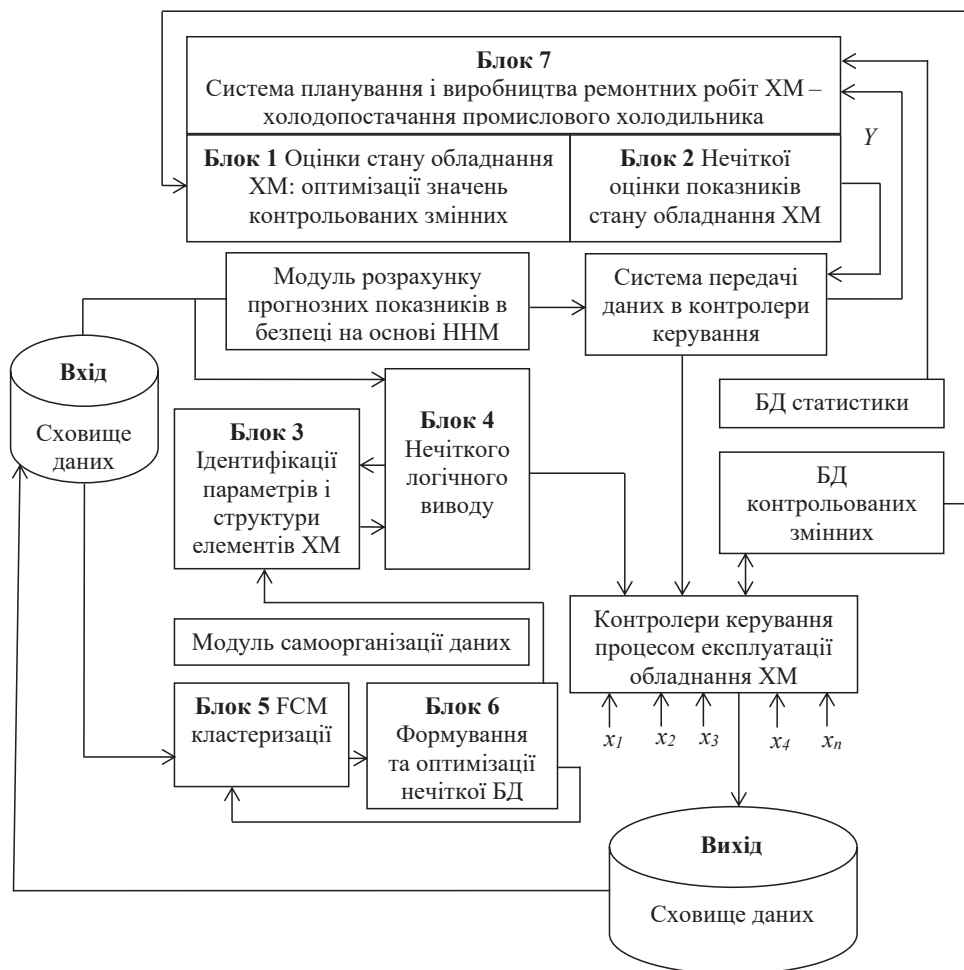 Блок 7
Система планування і виробництва ремонтних робіт ХМ –
холодопостачання промислового холодильника
Y
Блок 1 Оцінки стану обладнання
ХМ: оптимізації значень
контрольованих змінних
Блок 2 Нечіткої
оцінки показників
стану обладнання ХМ
Модуль розрахунку
прогнозних показників в
безпеці на основі ННМ
Система передачі
даних в контролери
керування
Вхід
Сховище
даних
Блок 3
Ідентифікації
параметрів і
структури
елементів ХМ
Блок 4
Нечіткого
логічного
виводу
БД статистики
БД
контрольованих
змінних
Модуль самоорганізації даних
Контролери керування
процесом експлуатації
обладнання ХМ
Блок 5 FCM
кластеризації
Блок 6
Формування
та оптимізації
нечіткої БД
x1 x2 x3 x4 xn
Вихід
Сховище даних